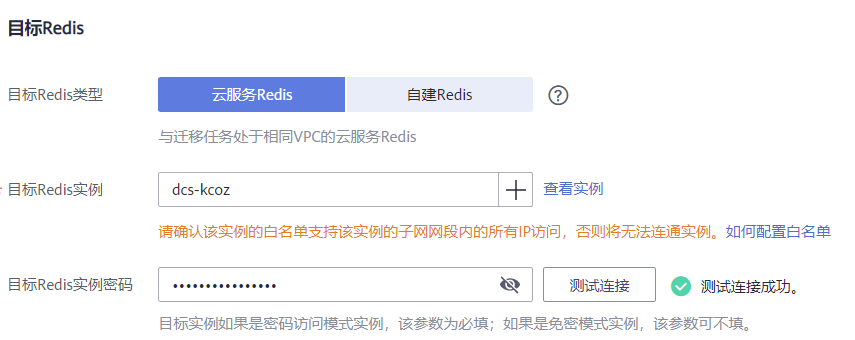 目标Redis
目标Redis类型 云服务Redis 自建Redis ?
与迁移任务处于相同VPC的云服务Redis
* 目标Redis实例 dcs-kcoz 查看实例
请确认该实例的白名单支持该实例的子网网段内的所有IP访问，否则将无法连通实例。如何配置白名单
目标Redis实例密码 •••••••••••••••• 测试连接 测试连接成功。
目标实例如果是密码访问模式实例，该参数为必填；如果是免密模式实例，该参数可不填。